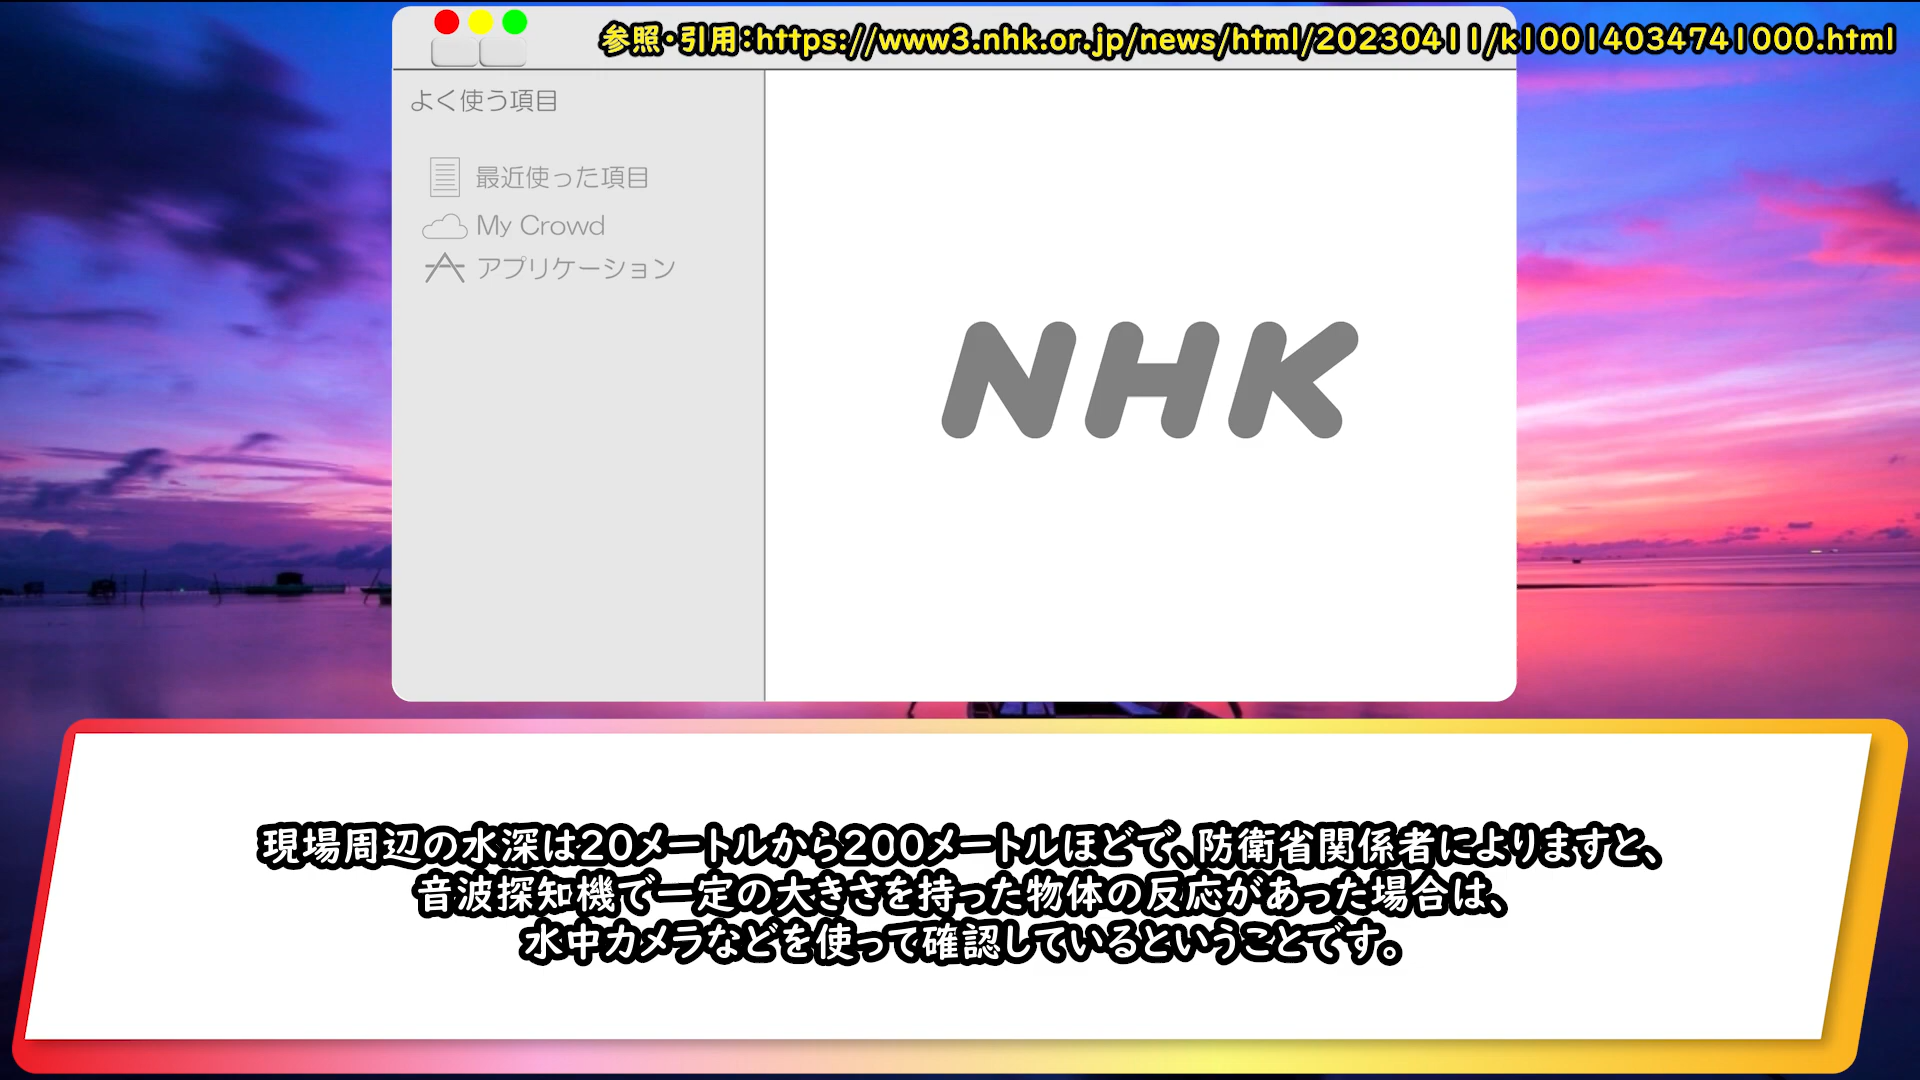 参照・引用：https://www3.nhk.or.jp/news/html/20230411/k10014034741000.html
よく使う項目
最近使った項目
My Crowd
アプリケーション
NHK
現場周辺の水深は20メートルから200メートルほどで、防衛省関係者によりますと、
音波探知機で一定の大きさを持った物体の反応があった場合は、
水中カメラなどを使って確認しているということです。